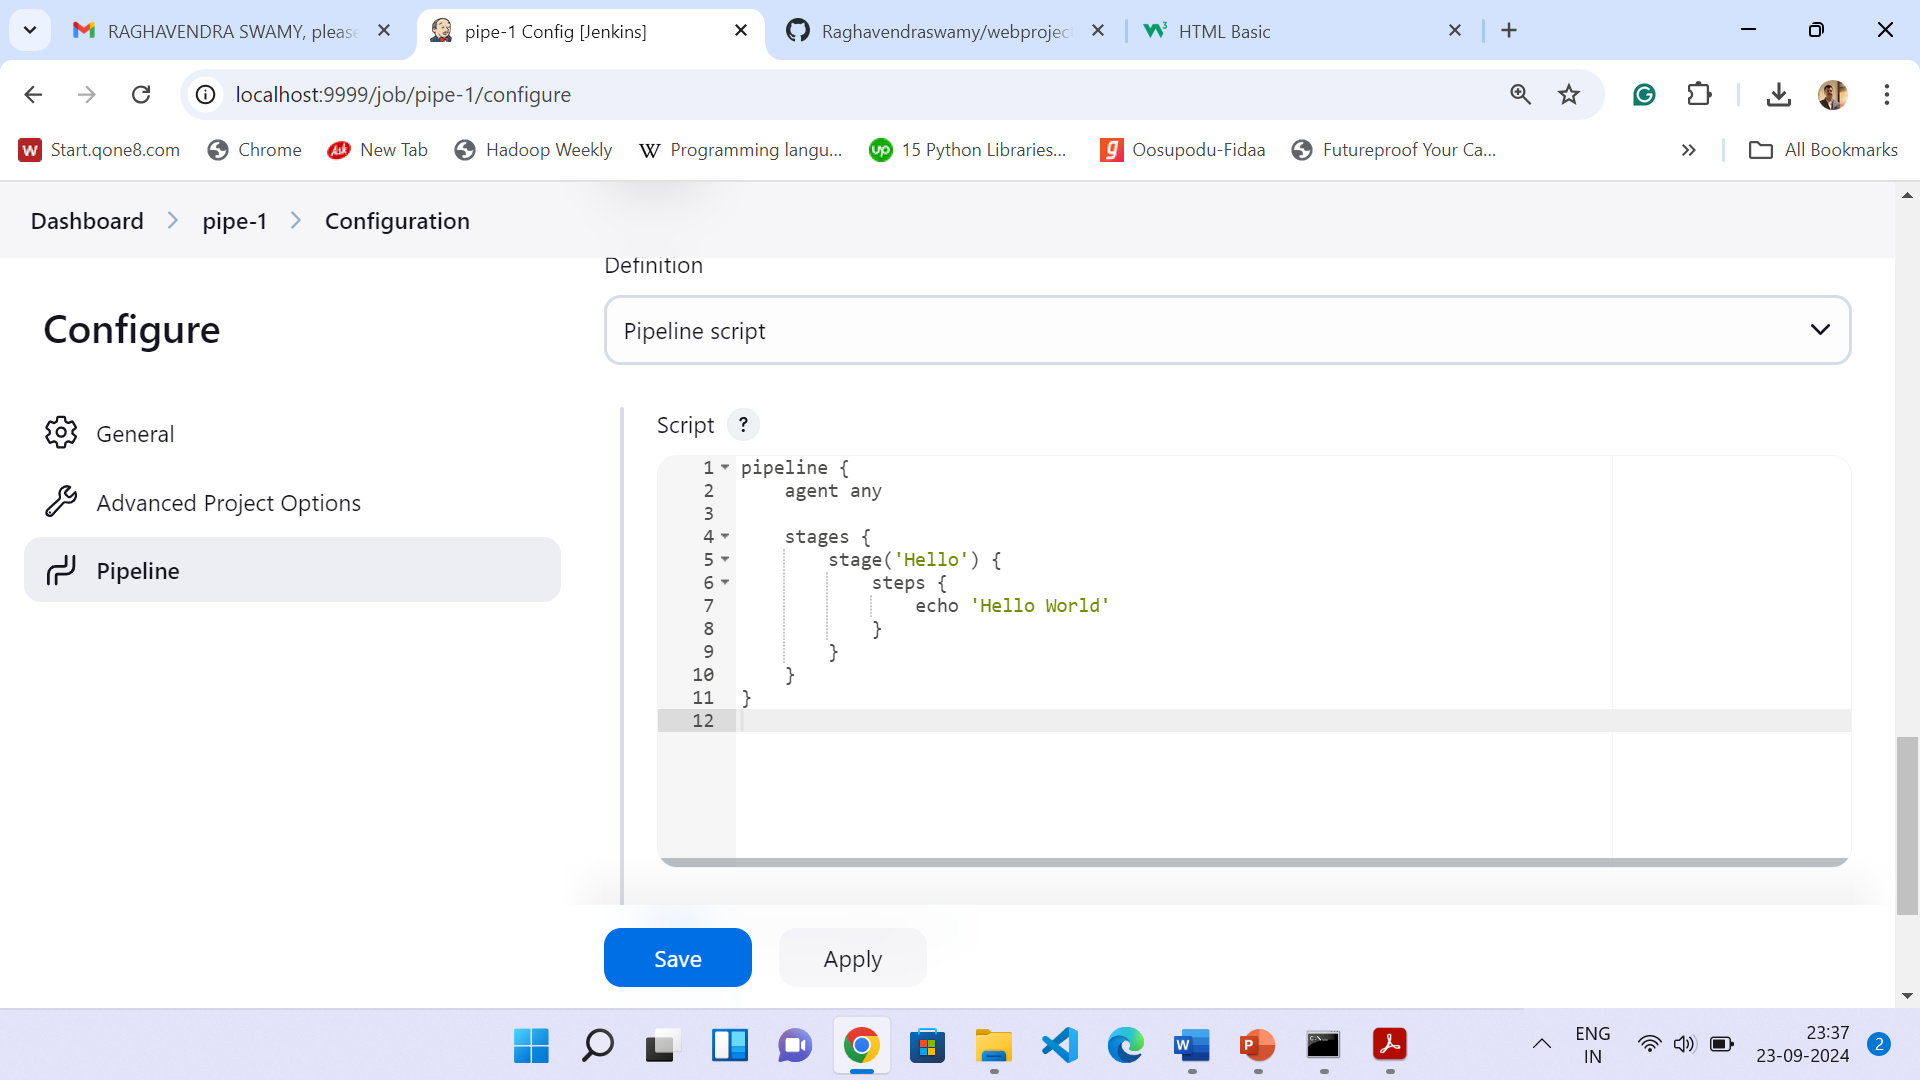 RAGHAVENDRA SWAMY, please
pipe-1 Config [Jenkins]
Raghavendraswamy/webproject
HTML Basic
localhost:9999/job/pipe-1/configure
Start.qone8.com
Chrome
New Tab
Hadoop Weekly
Programming langu...
15 Python Libraries...
Oosupodu-Fidaa
Futureproof Your Ca...
All Bookmarks
Dashboard > pipe-1 > Configuration
Definition
Configure
Pipeline script
General
Advanced Project Options
Pipeline
Script ?
1 pipeline {
2     agent any
3
4     stages {
5         stage('Hello') {
6             steps {
7                 echo 'Hello World'
8             }
9         }
10     }
11 }
12
Save
Apply
ENG
IN
23:37
23-09-2024
2